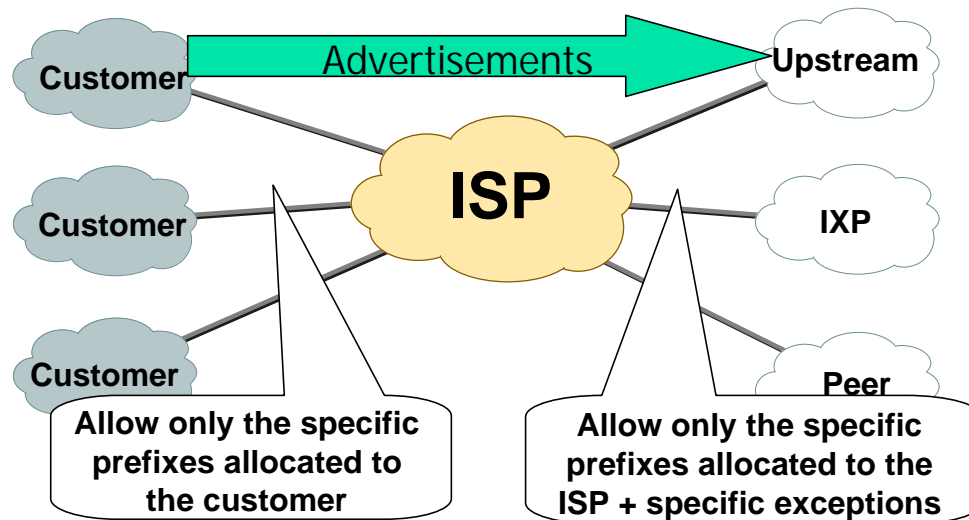 Advertisements
Customer
Upstream
ISP
Customer
IXP
Customer
Peer
Allow only the specific
prefixes allocated to
the customer
Allow only the specific
prefixes allocated to the
ISP + specific exceptions